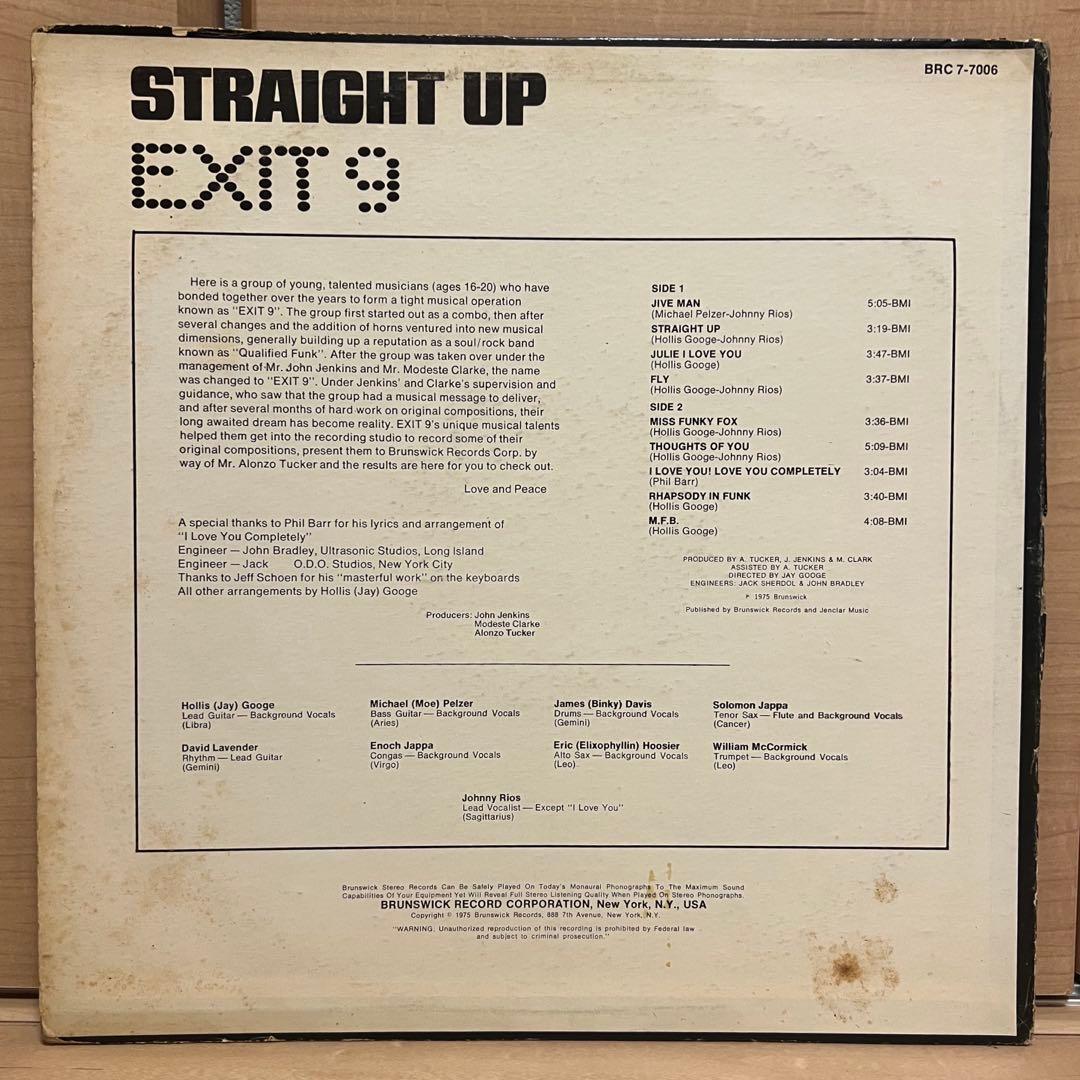 STRAIGHT UP
BRC 7-7006
EXIT 9
Here is a group of young, talented musicians (ages 16-20) who have
bonded together over the years to form a tight musical operation
known as "EXIT 9". The group first started out as a combo, then after
several changes and the addition of horns ventured into new musical
dimensions, generally building up a reputation as a soul/rock band
known as "Qualified Funk". After the group was taken over under the
management of Mr. John Jenkins and Mr. Modeste Clarke, the name
was changed to "EXIT 9". Under Jenkins' and Clarke's supervision and
guidance, who saw that the group had a musical message to deliver,
and after several months of hard work on original compositions, their
long awaited dream has become reality. EXIT 9's unique musical talents
helped them get into the recording studio to record some of their
original compositions, present them to Brunswick Records Corp. by
way of Mr. Alonzo Tucker and the results are here for you to check out.
Love and Peace
A special thanks to Phil Barr for his lyrics and arrangement of
"I Love You Completely"
Engineer — John Bradley, Ultrasonic Studios, Long Island
Engineer — Jack O.D.O. Studios, New York City
Thanks to Jeff Schoen for his "masterful work" on the keyboards
All other arrangements by Hollis (Jay) Googe
Producers: John Jenkins
Modeste Clarke
Alonzo Tucker
SIDE 1
JIVE MAN 5:05-BMI
(Michael Pelzer-Johnny Rios)
STRAIGHT UP 3:19-BMI
(Hollis Googe-Johnny Rios)
JULIE I LOVE YOU 3:47-BMI
(Hollis Googe)
FLY 3:37-BMI
(Hollis Googe-Johnny Rios)
SIDE 2
MISS FUNKY FOX 3:36-BMI
(Hollis Googe-Johnny Rios)
THOUGHTS OF YOU 5:09-BMI
(Hollis Googe-Johnny Rios)
I LOVE YOU! LOVE YOU COMPLETELY 3:04-BMI
(Phil Barr)
RHAPSODY IN FUNK 3:40-BMI
(Hollis Googe)
M.F.B. 4:08-BMI
(Hollis Googe)
PRODUCED BY A. TUCKER, J. JENKINS & M. CLARK
ASSISTED BY A. TUCKER
DIRECTED BY JAY GOOGE
ENGINEERS: JACK SHERDOL & JOHN BRADLEY
℗ 1975 Brunswick
Published by Brunswick Records and Jenclar Music
Hollis (Jay) Googe
Lead Guitar — Background Vocals
(Libra)
Michael (Moe) Pelzer
Bass Guitar — Background Vocals
(Aries)
James (Binky) Davis
Drums — Background Vocals
(Gemini)
Solomon Jappa
Tenor Sax — Flute and Background Vocals
(Cancer)
David Lavender
Rhythm — Lead Guitar
(Gemini)
Enoch Jappa
Congas — Background Vocals
(Virgo)
Eric (Elixophyllin) Hoosier
Alto Sax — Background Vocals
(Leo)
William McCormick
Trumpet — Background Vocals
(Leo)
Johnny Rios
Lead Vocalist — Except "I Love You"
(Sagittarius)
Brunswick Stereo Records Can Be Safely Played On Today's Monaural Phonographs To The Maximum Sound
Capabilities Of Your Equipment Yet Will Reveal Full Stereo Listening Quality When Played On Stereo Phonographs.
BRUNSWICK RECORD CORPORATION, New York, N.Y., USA
Copyright © 1975 Brunswick Records, 888 7th Avenue, New York, N.Y.
"WARNING: Unauthorized reproduction of this recording is prohibited by Federal law
and subject to criminal prosecution."